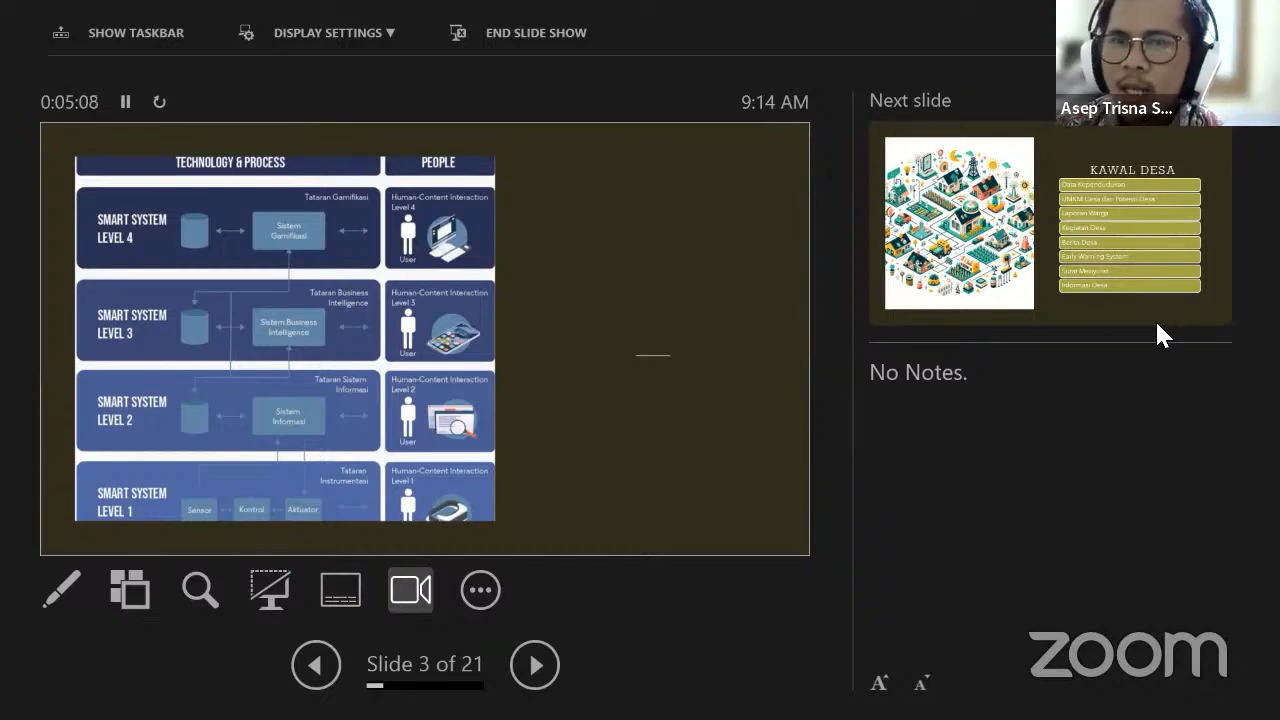 SHOW TASKBAR
DISPLAY SETTINGS ▼
END SLIDE SHOW
Asep Trisna S...
0:05:08
9:14 AM
Next slide
TECHNOLOGY & PROCESS
PEOPLE
Tataran Gamifikasi
SMART SYSTEM
LEVEL 4
Sistem
Gamifikasi
Human-Content Interaction
Level 4
User
Tataran Business
Intelligence
SMART SYSTEM
LEVEL 3
Sistem Business
Intelligence
Human-Content Interaction
Level 3
User
Tataran Sistem
Informasi
SMART SYSTEM
LEVEL 2
Sistem
Informasi
Human-Content Interaction
Level 2
User
Tataran
Instrumentasi
SMART SYSTEM
LEVEL 1
Sensor
Kontrol
Aktuator
Human-Content Interaction
Level 1
KAWAL DESA
Data Kependudukan
UMKM Desa dan Potensi Desa
Laporan Warga
Kegiatan Desa
Berita Desa
Early Warning System
Surat Menyurat
Informasi Desa
No Notes.
Slide 3 of 21
A A
zoom